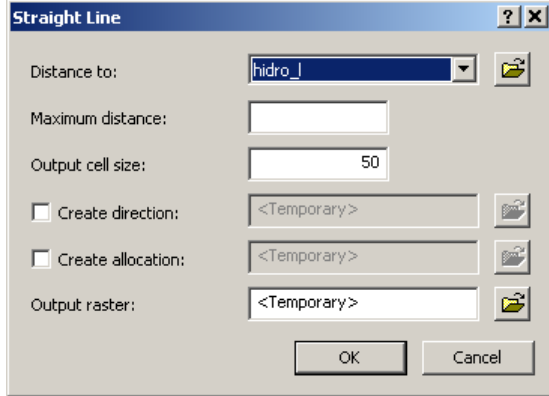 Straight Line
Distance to: hidro_l
Maximum distance:
Output cell size: 50
Create direction: <Temporary>
Create allocation: <Temporary>
Output raster: <Temporary>
OK Cancel